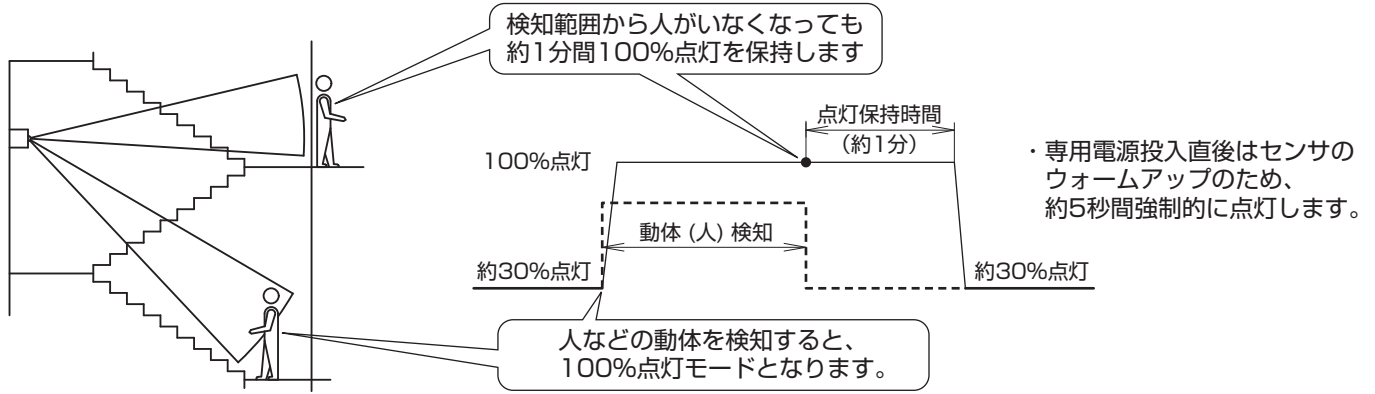 検知範囲から人がいなくなっても
約1分間100%点灯を保持します
点灯保持時間
(約1分)
100%点灯
動体 (人) 検知
約30%点灯
約30%点灯
人などの動体を検知すると、
100%点灯モードとなります。
・専用電源投入直後はセンサの
ウォームアップのため、
約5秒間強制的に点灯します。